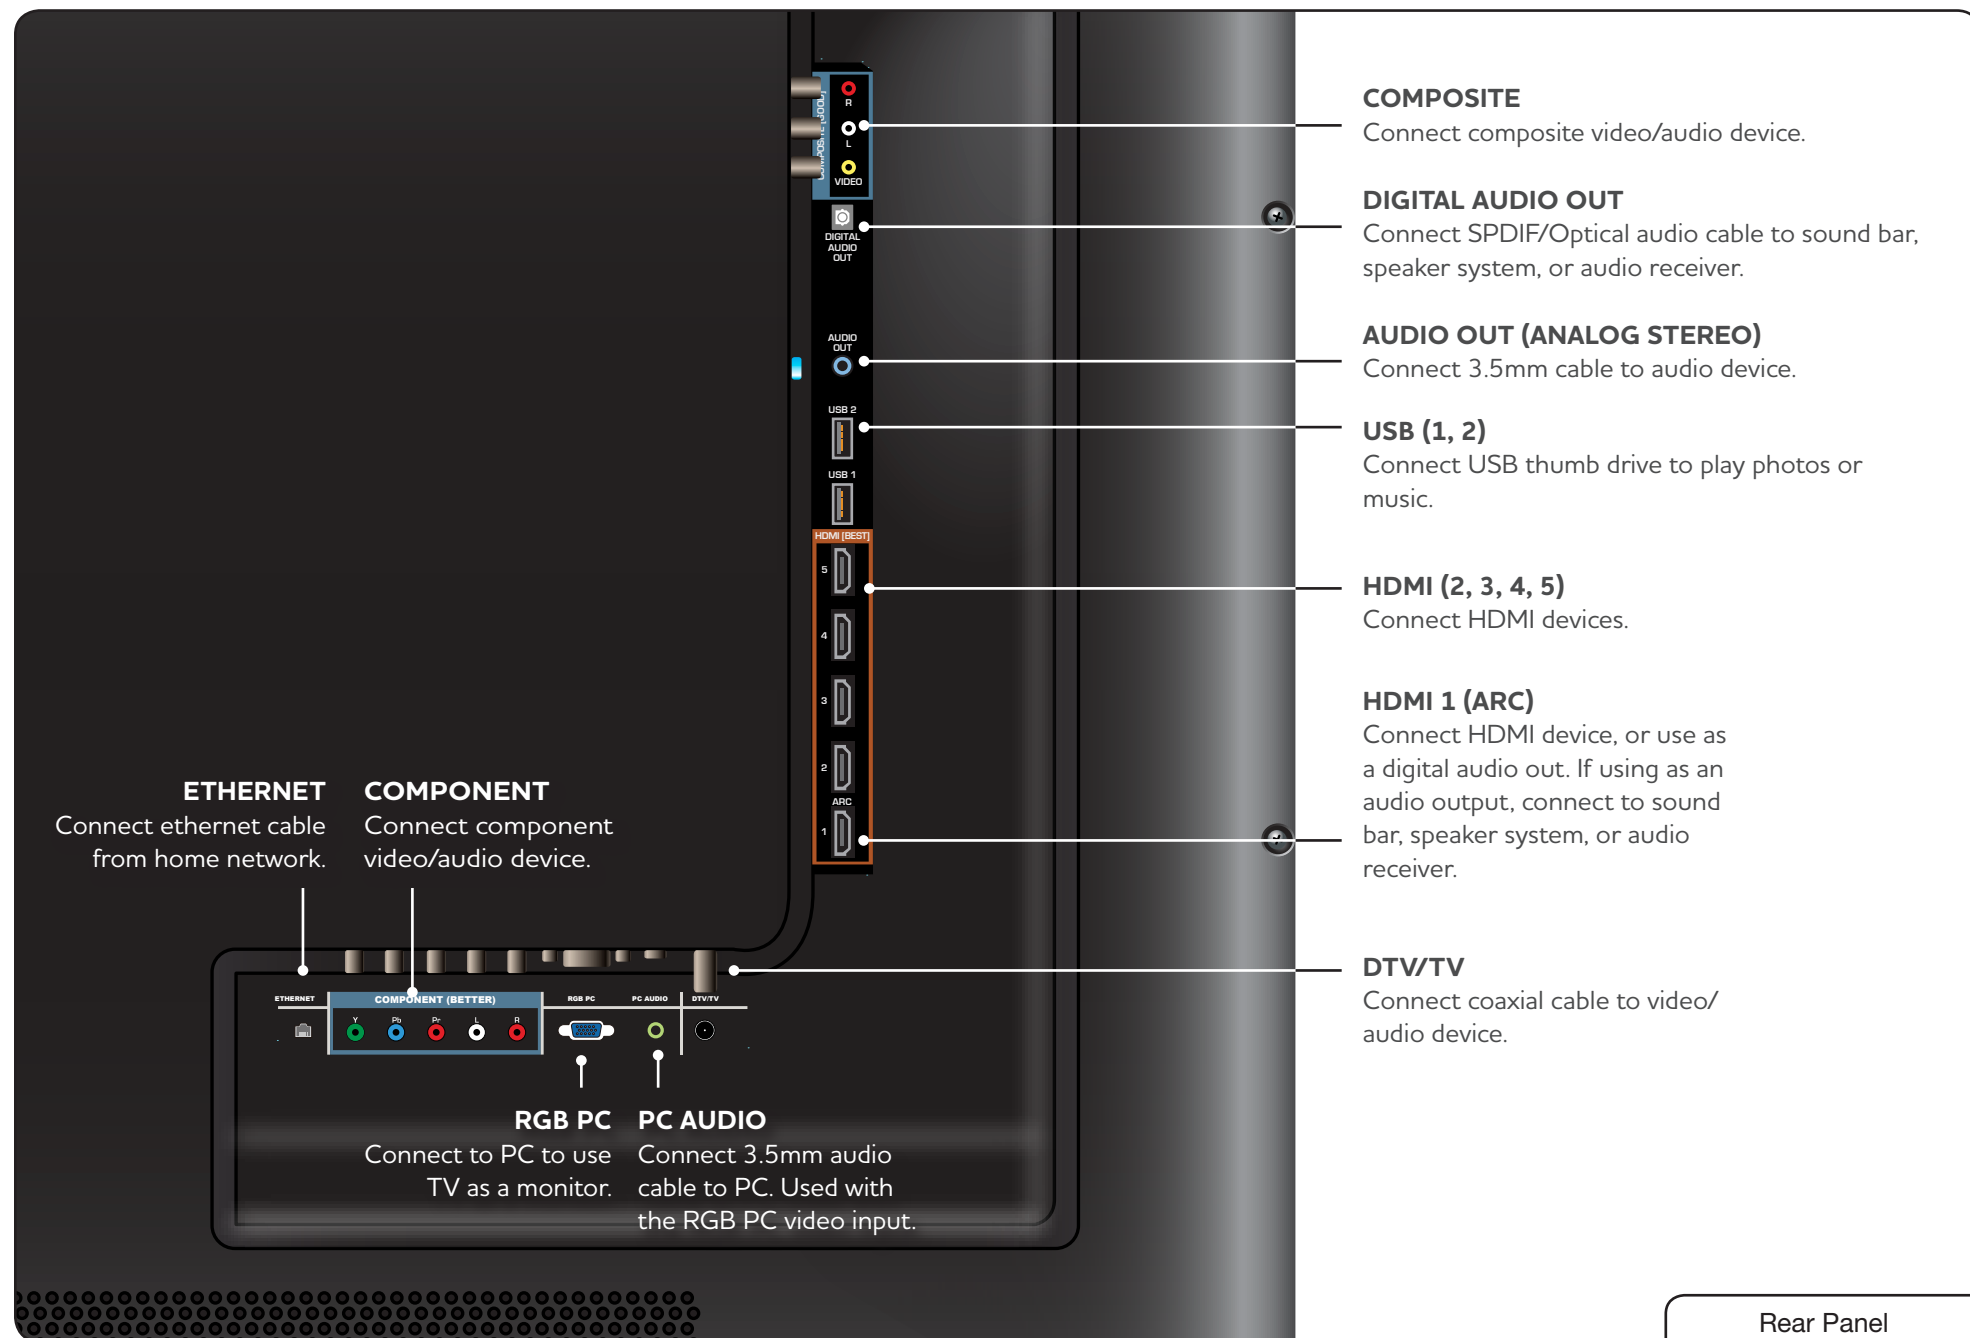 R
L
VIDEO
COMPOSITE [GOOD]
DIGITAL
AUDIO
OUT
AUDIO
OUT
USB 2
USB 1
HDMI [BEST]
5
4
3
2
ARC
1
COMPOSITE
Connect composite video/audio device.
DIGITAL AUDIO OUT
Connect SPDIF/Optical audio cable to sound bar,
speaker system, or audio receiver.
AUDIO OUT (ANALOG STEREO)
Connect 3.5mm cable to audio device.
USB (1, 2)
Connect USB thumb drive to play photos or
music.
HDMI (2, 3, 4, 5)
Connect HDMI devices.
HDMI 1 (ARC)
Connect HDMI device, or use as
a digital audio out. If using as an
audio output, connect to sound
bar, speaker system, or audio
receiver.
DTV/TV
Connect coaxial cable to video/
audio device.
ETHERNET
Connect ethernet cable
from home network.
COMPONENT
Connect component
video/audio device.
ETHERNET
COMPONENT (BETTER)
RGB PC
PC AUDIO
DTV/TV
Y
Pb
Pr
L
R
RGB PC
Connect to PC to use
TV as a monitor.
PC AUDIO
Connect 3.5mm audio
cable to PC. Used with
the RGB PC video input.
Rear Panel